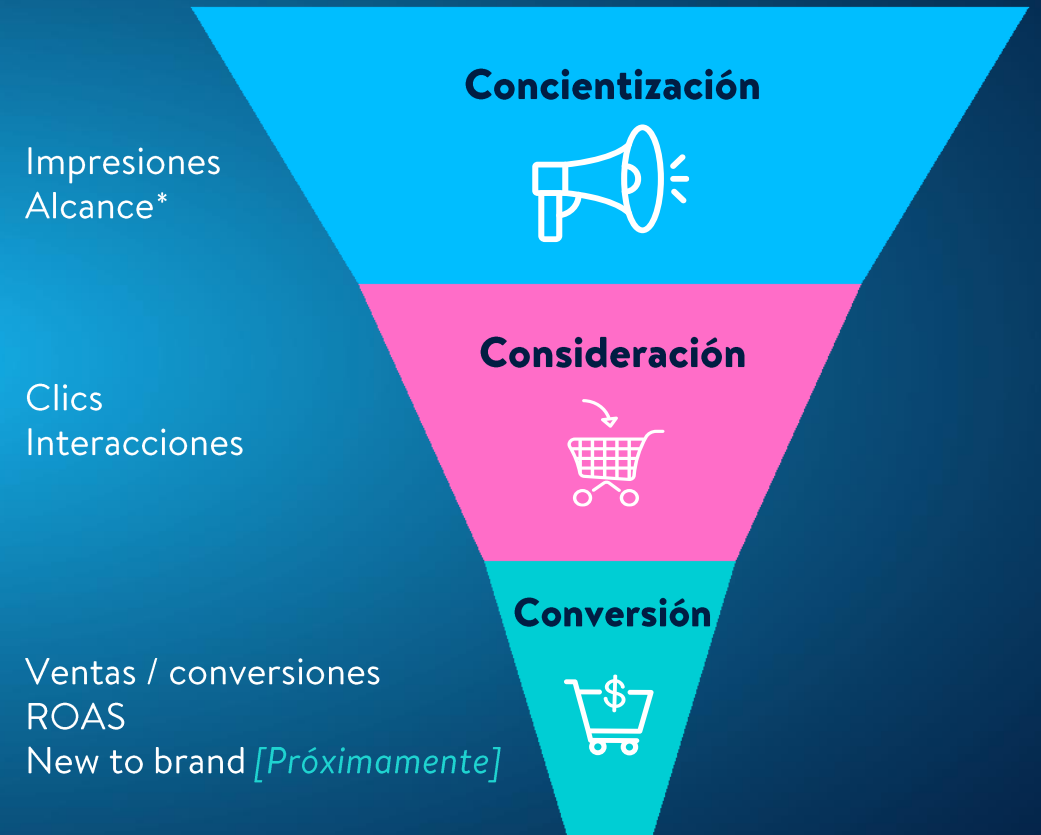 Concientización
Impresiones
Alcance*
Consideración
Clics
Interacciones
Conversión
Ventas / conversiones
$
ROAS
New to brand [Próximamente]